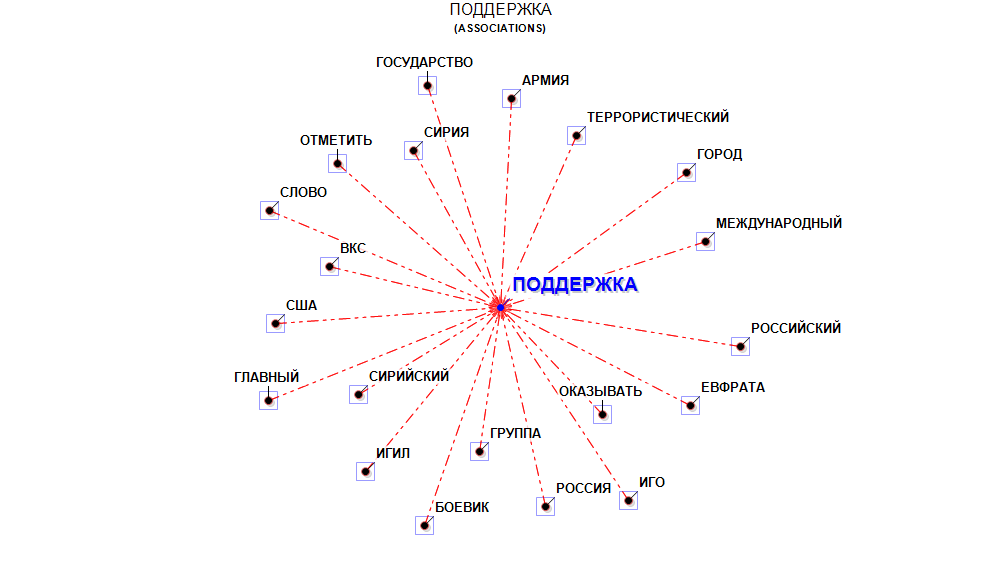 ПОДДЕРЖКА
(ASSOCIATIONS)
ГОСУДАРСТВО
АРМИЯ
ТЕРРОРИСТИЧЕСКИЙ
СИРИЯ
ОТМЕТИТЬ
ГОРОД
СЛОВО
МЕЖДУНАРОДНЫЙ
ВКС
ПОДДЕРЖКА
США
РОССИЙСКИЙ
ГЛАВНЫЙ
СИРИЙСКИЙ
ОКАЗЫВАТЬ
ЕВФРАТА
ГРУППА
ИГИЛ
ИГО
РОССИЯ
БОЕВИК